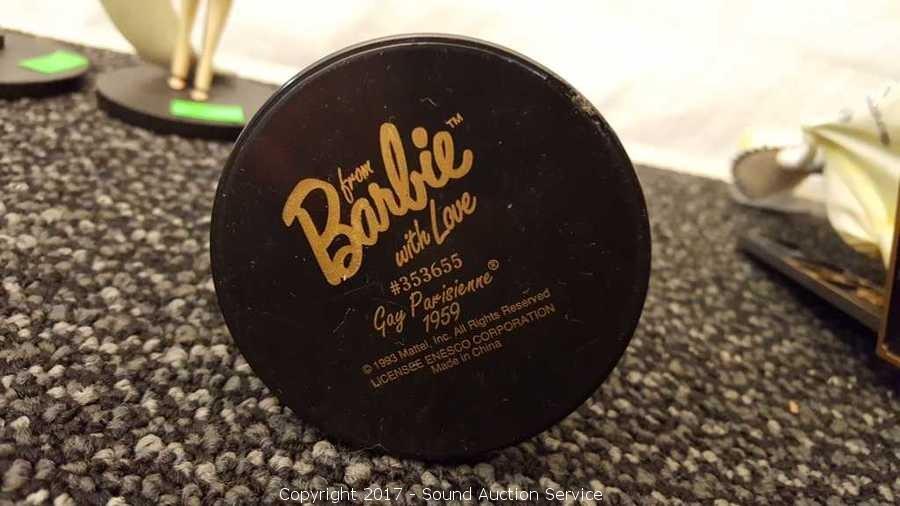 from
Barbie™
with Love
#353655
Gay Parisienne®
1959
© 1993 Mattel, Inc. All Rights Reserved
LICENSEE ENESCO CORPORATION
Made in China
Copyright 2017 - Sound Auction Service